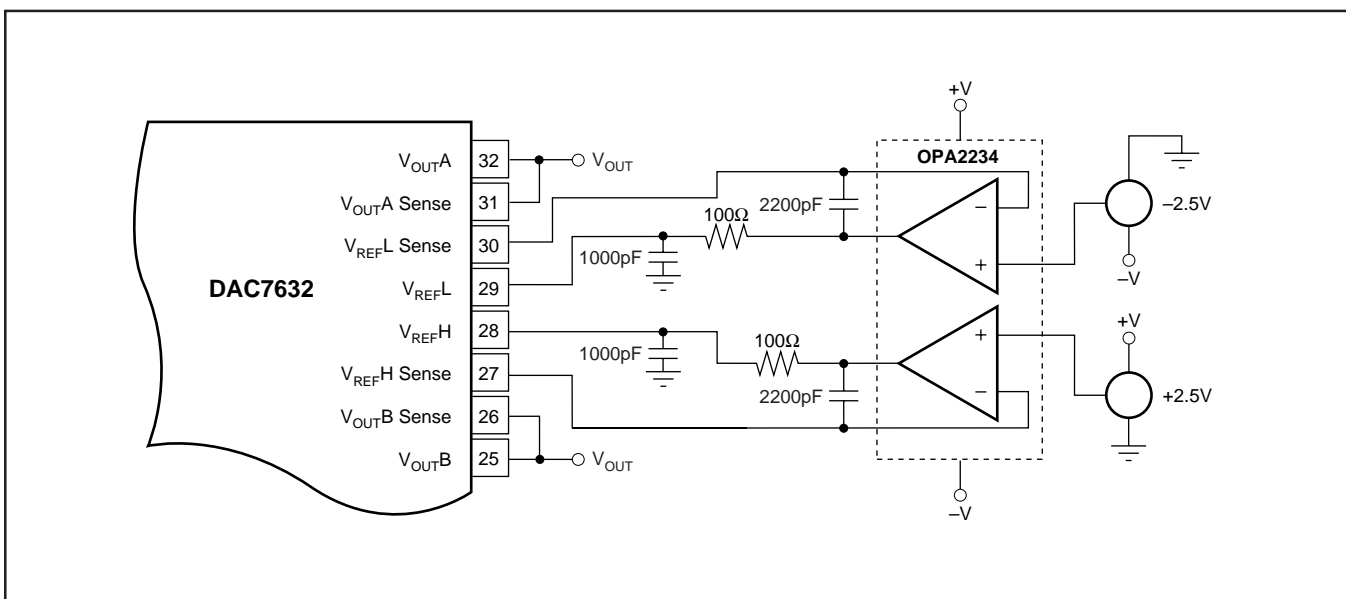 DAC7632
V_OUT A 32
V_OUT A Sense 31
V_REF L Sense 30
V_REF L 29
V_REF H 28
V_REF H Sense 27
V_OUT B Sense 26
V_OUT B 25
V_OUT
V_OUT
1000pF
100Ω
2200pF
1000pF
100Ω
2200pF
+V
OPA2234
−
+
+
−
–V
–2.5V
–V
+V
+2.5V